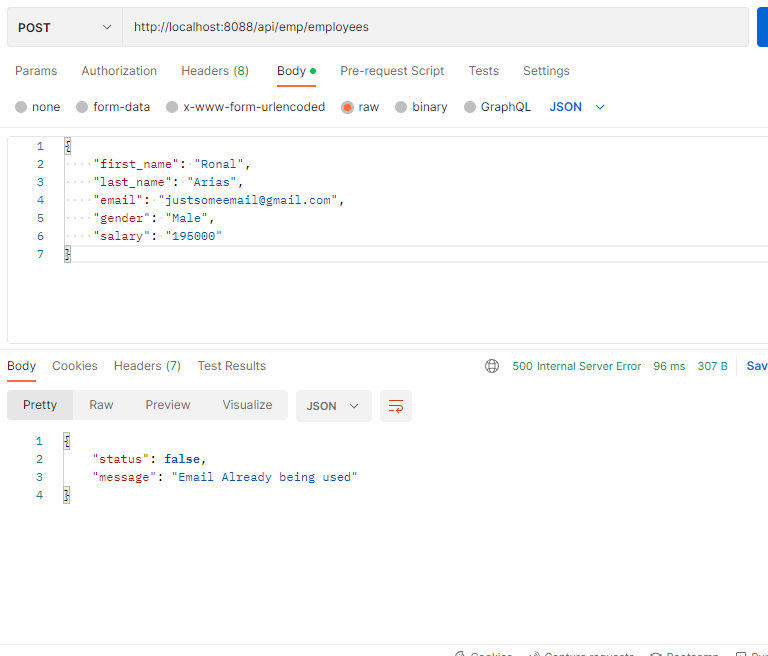 POST http://localhost:8088/api/emp/employees
Params Authorization Headers (8) Body Pre-request Script Tests Settings
none form-data x-www-form-urlencoded raw binary GraphQL JSON
1 {
2 "first_name": "Ronal",
3 "last_name": "Arias",
4 "email": "justsomeemail@gmail.com",
5 "gender": "Male",
6 "salary": "195000"
7 }
Body Cookies Headers (7) Test Results 500 Internal Server Error 96 ms 307 B Sav
Pretty Raw Preview Visualize JSON
1 {
2 "status": false,
3 "message": "Email Already being used"
4 }
Cookies Capture requests Bootcamp